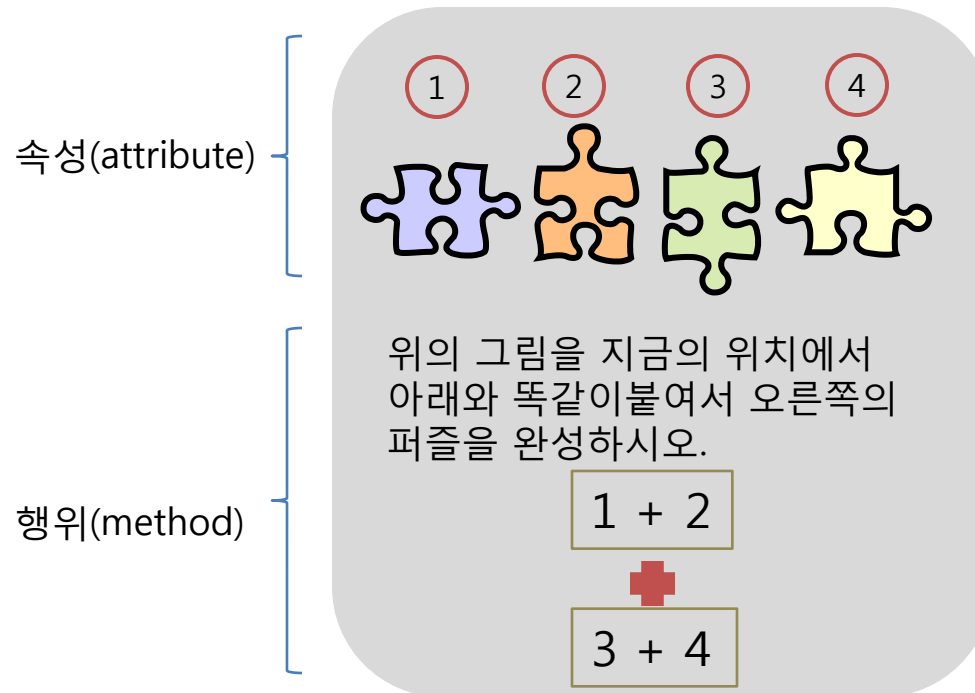 1 2 3 4
속성(attribute)
위의 그림을 지금의 위치에서
아래와 똑같이붙여서 오른쪽의
퍼즐을 완성하시오.
행위(method)
1 + 2
3 + 4